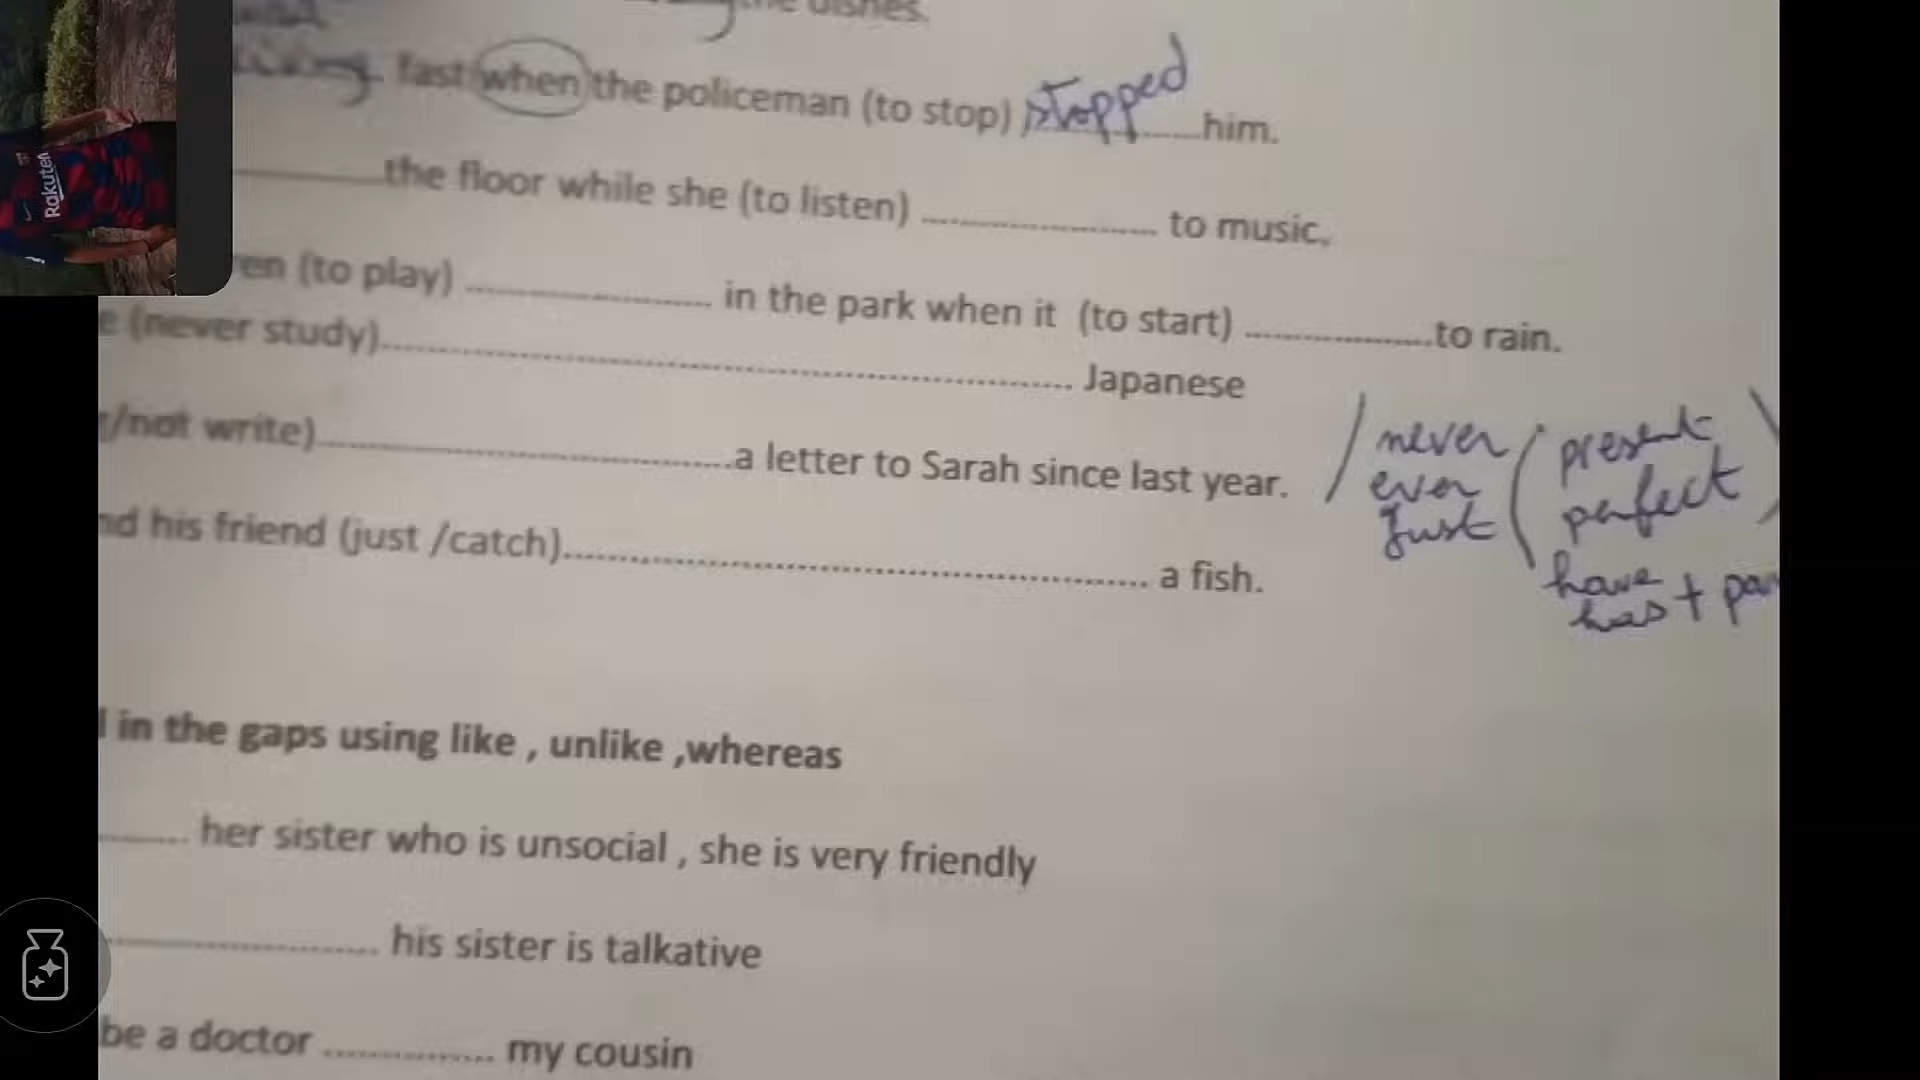 the dishes.
fast when the policeman (to stop) stopped him.
the floor while she (to listen) .................... to music.
ren (to play) .................... in the park when it (to start) ................to rain.
e (never study)............................................................ Japanese
/not write)....................................a letter to Sarah since last year.
nd his friend (just /catch).................................................. a fish.
never
ever
Just
present
perfect
have
has + par
l in the gaps using like , unlike ,whereas
......... her sister who is unsocial , she is very friendly
........................ his sister is talkative
be a doctor ............... my cousin
Rakuten